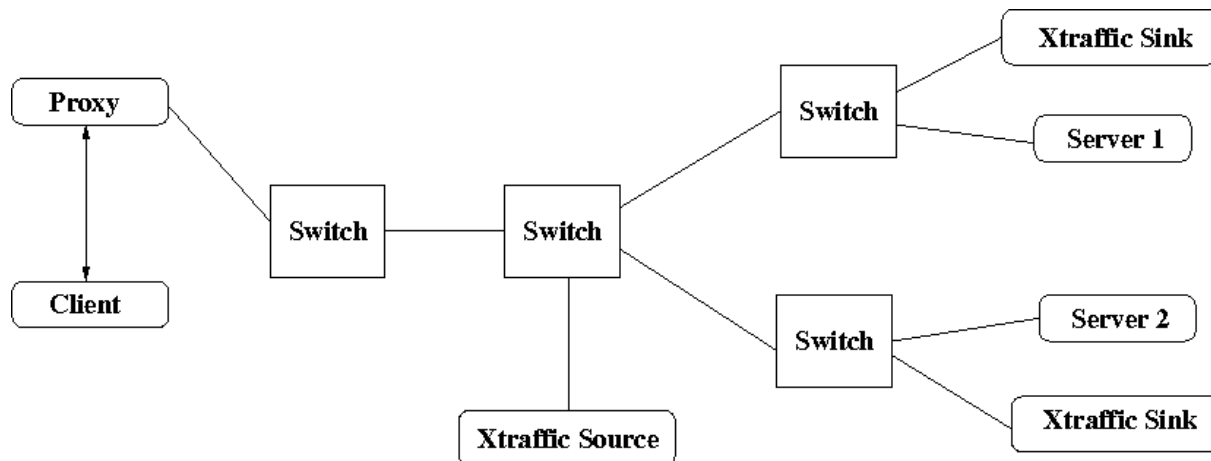 Xtraffic Sink
Proxy
Switch
Server 1
Switch
Switch
Client
Server 2
Switch
Xtraffic Sink
Xtraffic Source